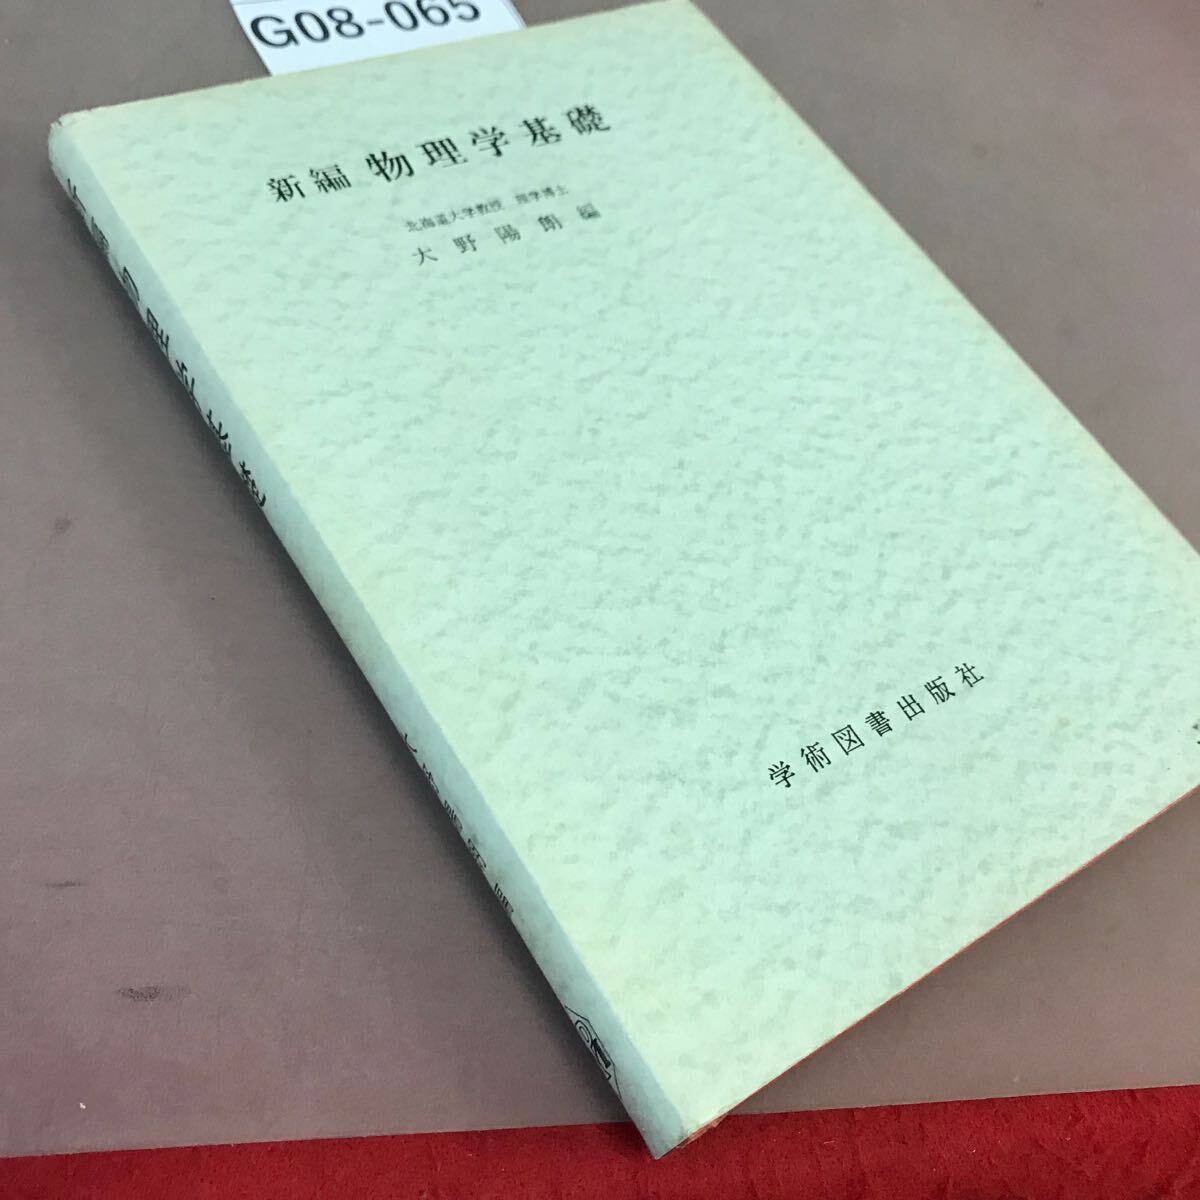 G08-065
新編 物理学基礎
北海道大学教授 理学博士
大野陽朗 編
学術図書出版社